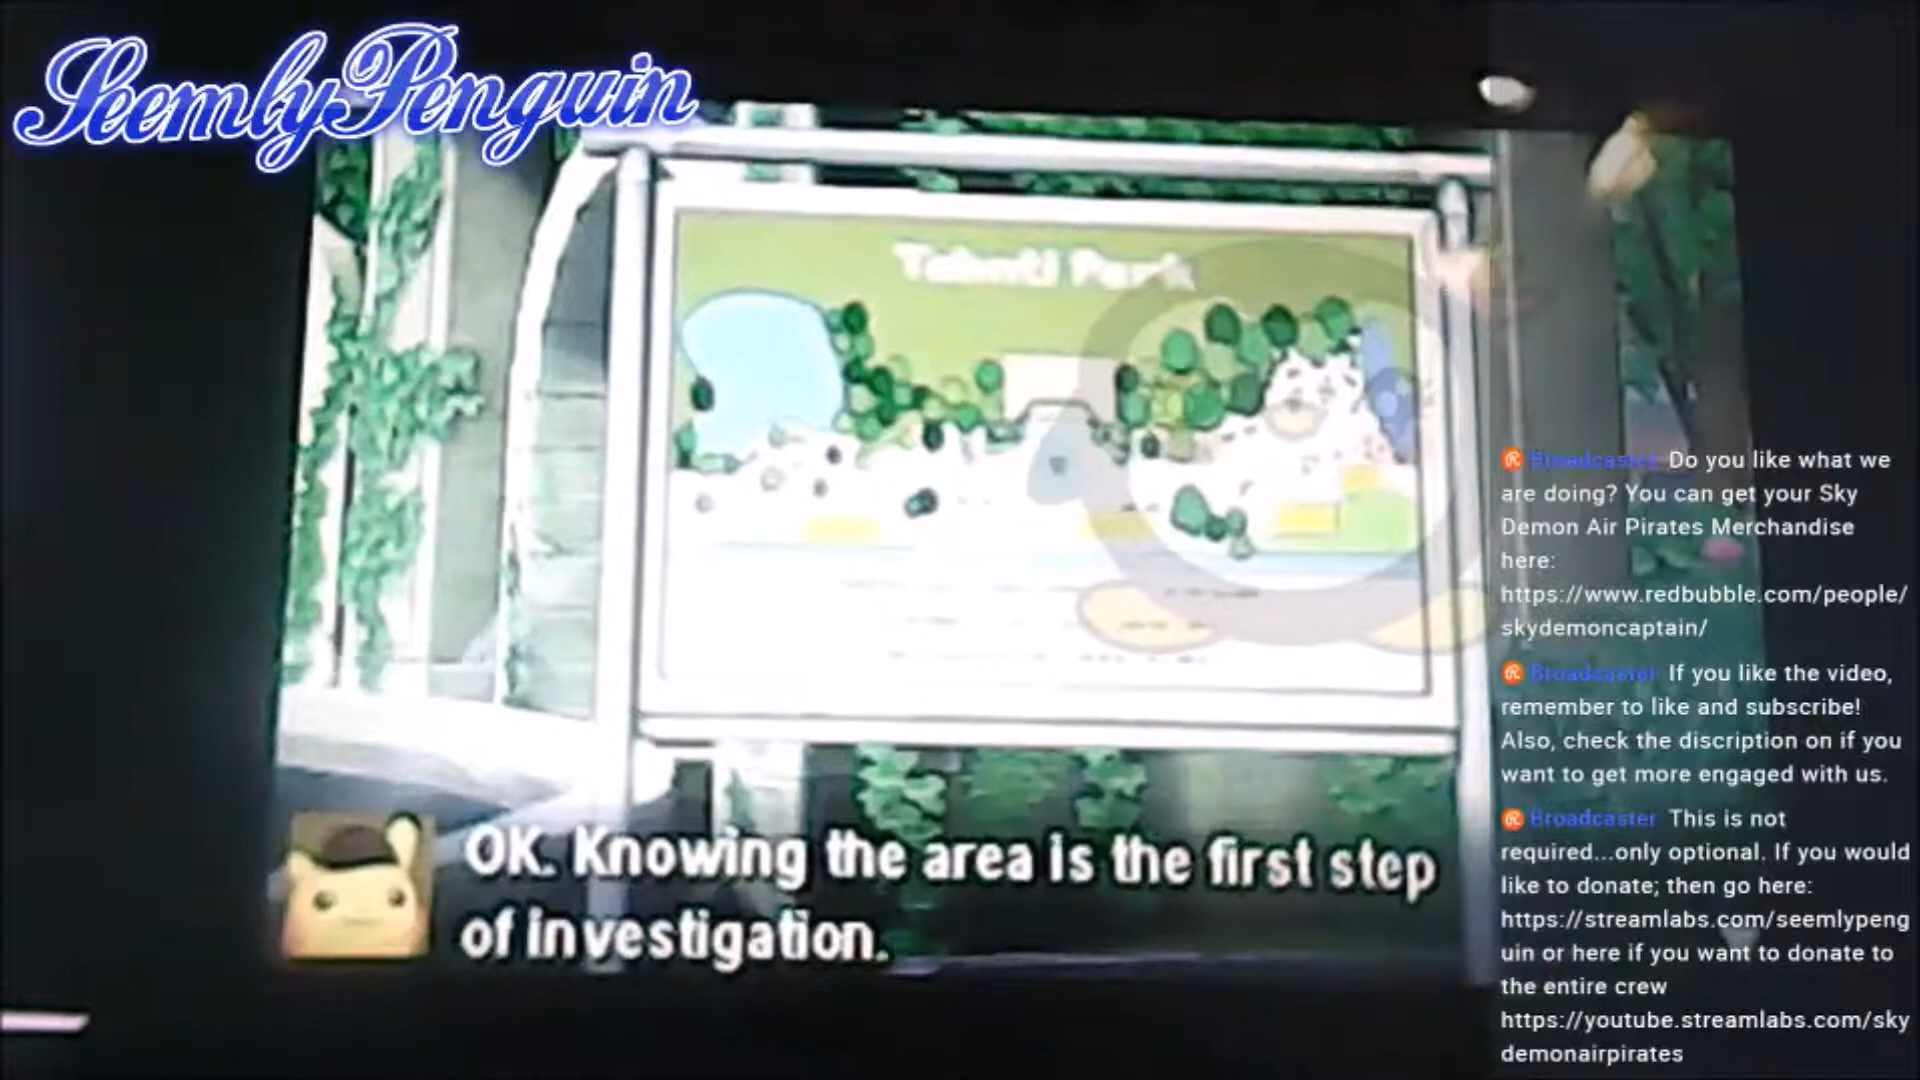 SeemlyPenguin
Park
OK. Knowing the area is the first step
of investigation.
Broadcaster Do you like what we
are doing? You can get your Sky
Demon Air Pirates Merchandise
here:
https://www.redbubble.com/people/
skydemoncaptain/
Broadcaster If you like the video,
remember to like and subscribe!
Also, check the discription on if you
want to get more engaged with us.
Broadcaster This is not
required...only optional. If you would
like to donate; then go here:
https://streamlabs.com/seemlypeng
uin or here if you want to donate to
the entire crew
https://youtube.streamlabs.com/sky
demonairpirates